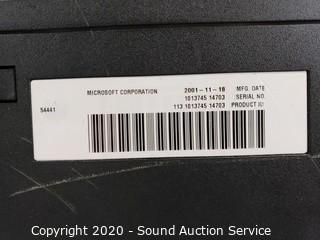 MICROSOFT CORPORATION 2001-11-18 MFG. DATE
1013745 14703 SERIAL NO.
54441 113 1013745 14703 PRODUCT ID
Copyright 2020 - Sound Auction Service